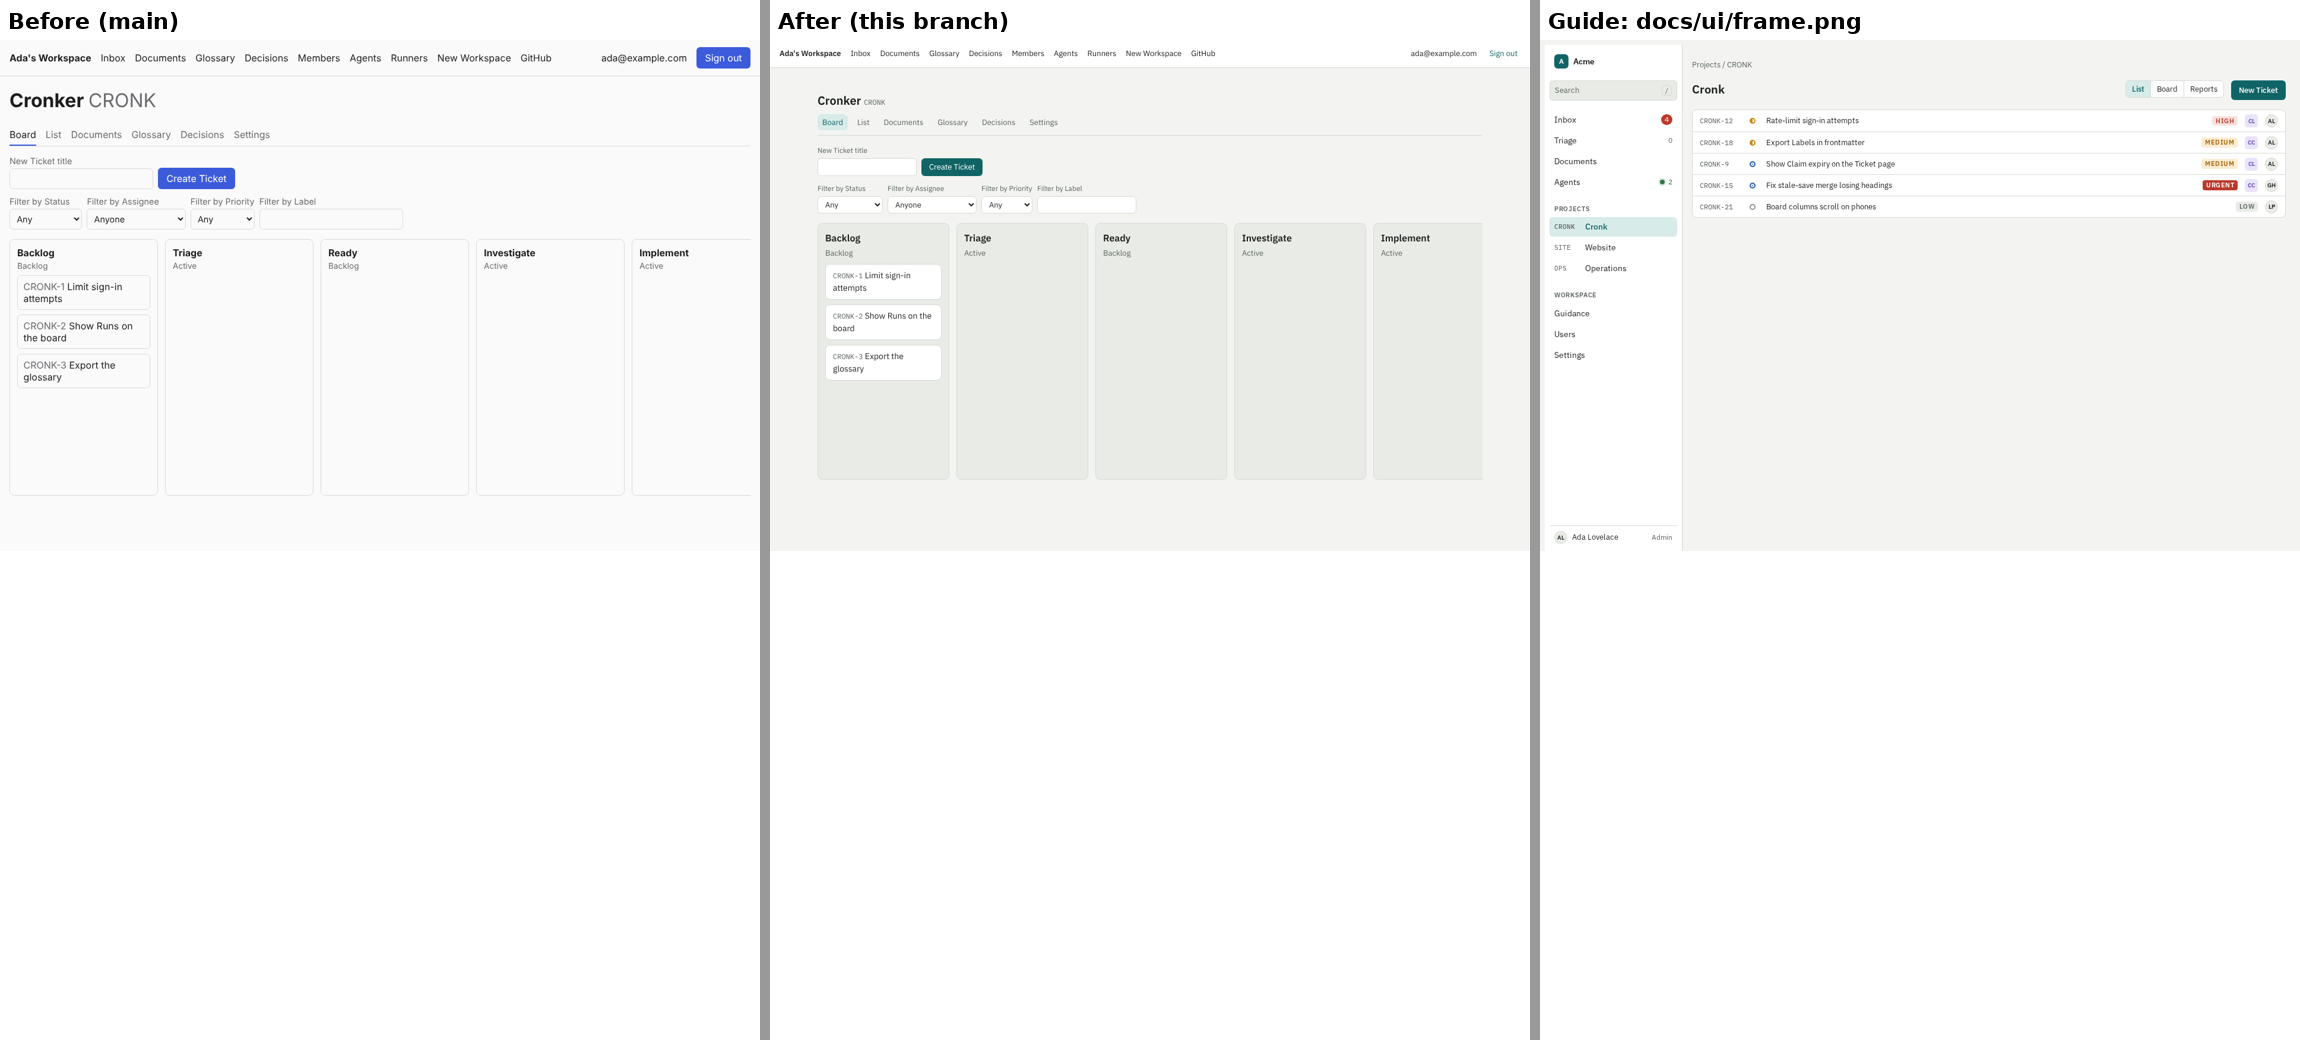 Before (main)
Ada's Workspace Inbox Documents Glossary Decisions Members Agents Runners New Workspace GitHub ada@example.com Sign out
Cronker CRONK
Board List Documents Glossary Decisions Settings
New Ticket title
Create Ticket
Filter by Status Filter by Assignee Filter by Priority Filter by Label
Any Anyone Any
Backlog Triage Ready Investigate Implement
Backlog Active Backlog Active Active
CRONK-1 Limit sign-in
attempts
CRONK-2 Show Runs on
the board
CRONK-3 Export the
glossary
After (this branch)
Ada's Workspace Inbox Documents Glossary Decisions Members Agents Runners New Workspace GitHub ada@example.com Sign out
Cronker CRONK
Board List Documents Glossary Decisions Settings
New Ticket title
Create Ticket
Filter by Status Filter by Assignee Filter by Priority Filter by Label
Any Anyone Any
Backlog Triage Ready Investigate Implement
Backlog Active Backlog Active Active
CRONK-1 Limit sign-in
attempts
CRONK-2 Show Runs on the
board
CRONK-3 Export the
glossary
Guide: docs/ui/frame.png
A Acme
Search /
Inbox 4
Triage 0
Documents
Agents 2
PROJECTS
CRONK Cronk
SITE Website
OPS Operations
WORKSPACE
Guidance
Users
Settings
AL Ada Lovelace Admin
Projects / CRONK
Cronk List Board Reports New Ticket
CRONK-12 Rate-limit sign-in attempts HIGH CL AL
CRONK-18 Export Labels in frontmatter MEDIUM CC AL
CRONK-9 Show Claim expiry on the Ticket page MEDIUM CL AL
CRONK-15 Fix stale-save merge losing headings URGENT CC GH
CRONK-21 Board columns scroll on phones LOW LP